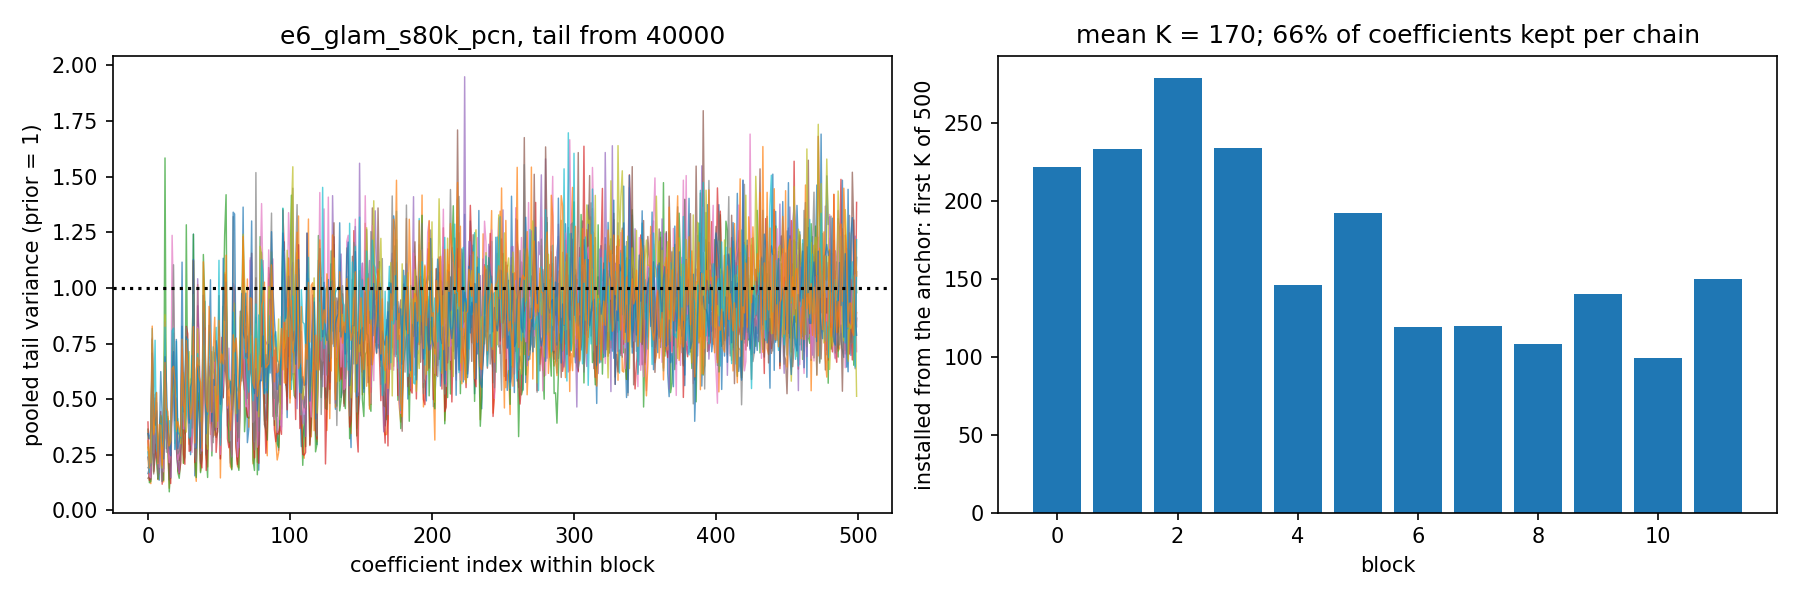 e6_glam_s80k_pcn, tail from 40000
pooled tail variance (prior = 1)
2.00
1.75
1.50
1.25
1.00
0.75
0.50
0.25
0.00
0 100 200 300 400 500
coefficient index within block
mean K = 170; 66% of coefficients kept per chain
installed from the anchor: first K of 500
250
200
150
100
50
0
0 2 4 6 8 10
block